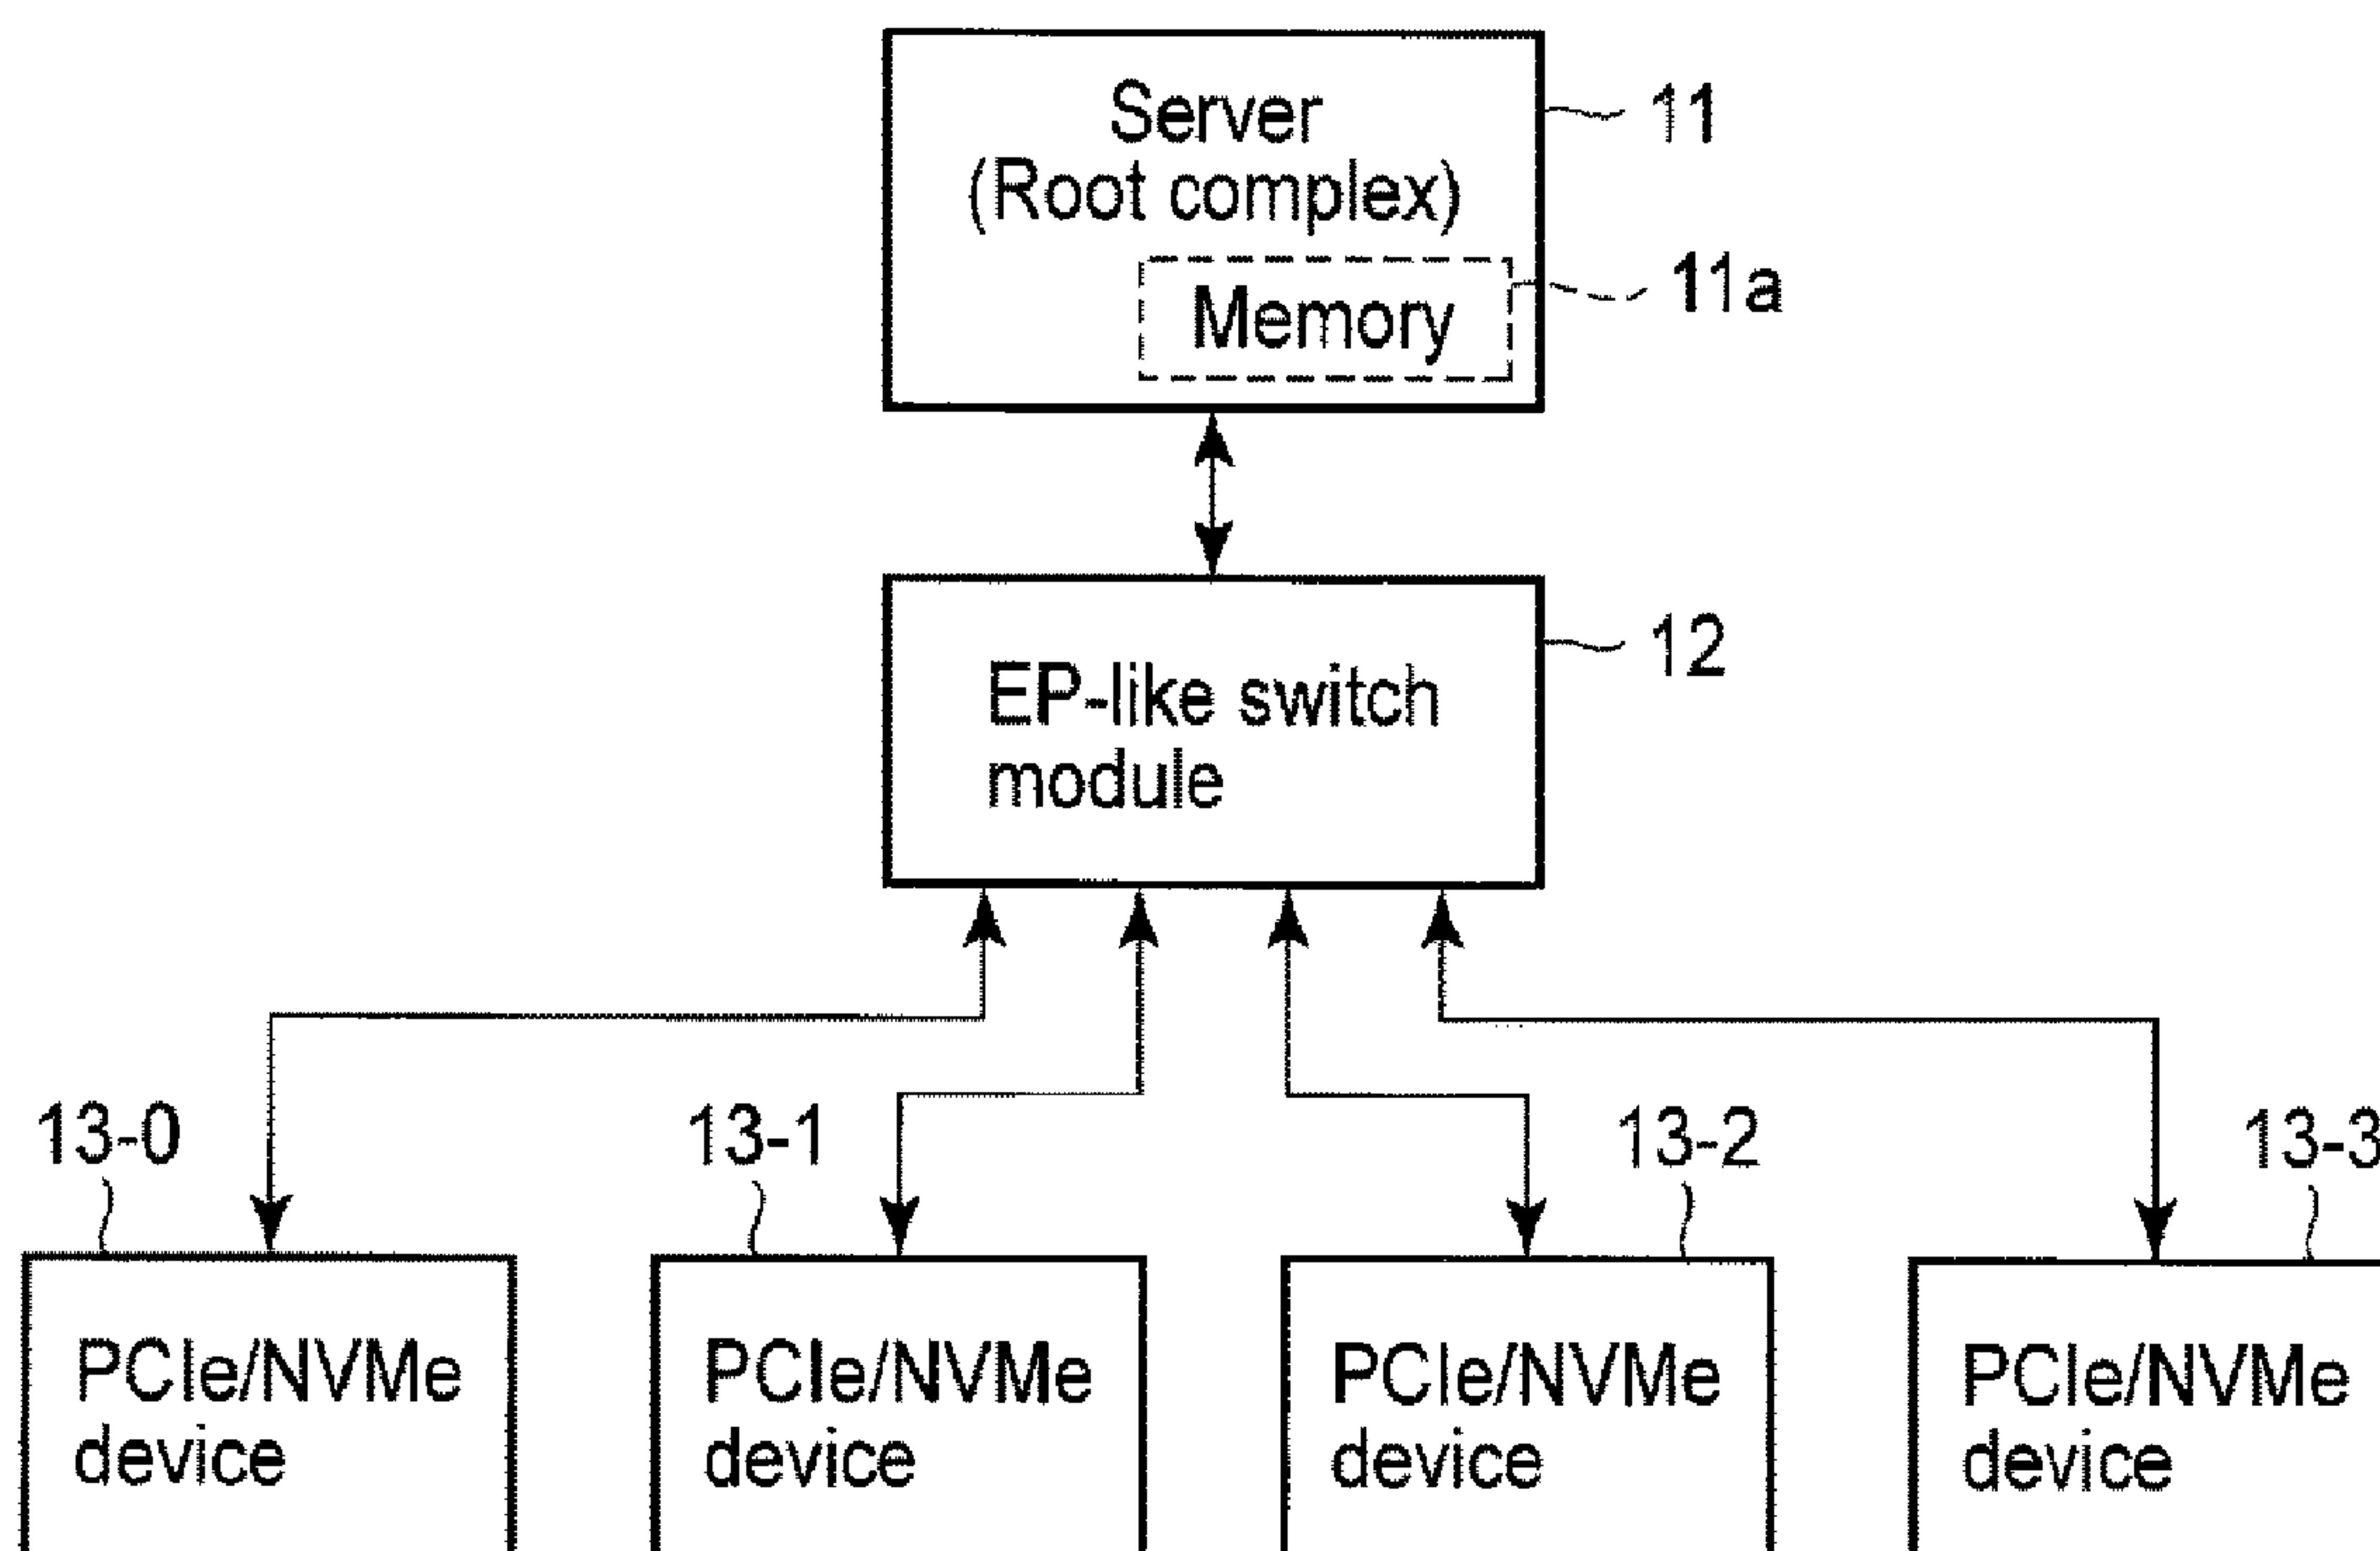 Server
(Root complex)
11
Memory
11a
EP-like switch
module
12
13-0
13-1
13-2
13-3
PCIe/NVMe
device
PCIe/NVMe
device
PCIe/NVMe
device
PCIe/NVMe
device